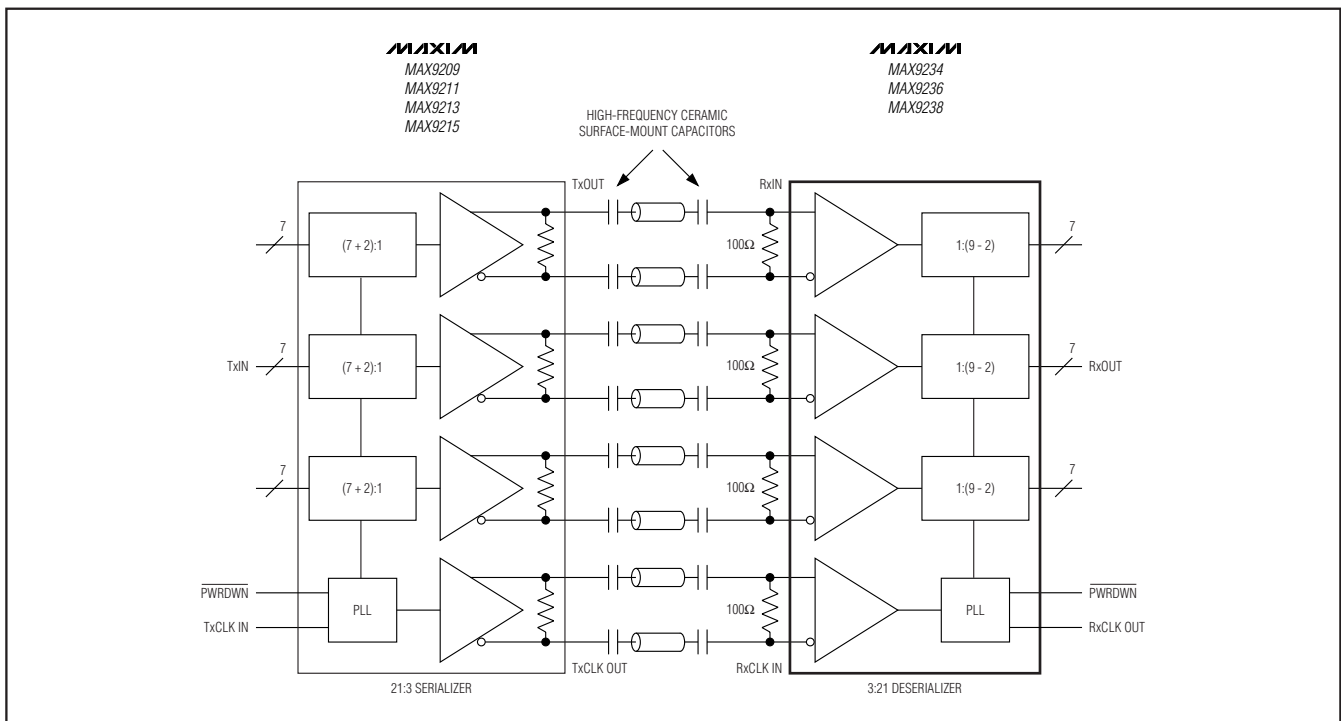 MAXIM
MAX9209
MAX9211
MAX9213
MAX9215
MAXIM
MAX9234
MAX9236
MAX9238
HIGH-FREQUENCY CERAMIC
SURFACE-MOUNT CAPACITORS
TxOUT
RxIN
7
(7 + 2):1
100Ω
1:(9 - 2)
7
TxIN
7
(7 + 2):1
100Ω
1:(9 - 2)
7
RxOUT
7
(7 + 2):1
100Ω
1:(9 - 2)
7
PWRDWN
TxCLK IN
PLL
100Ω
PLL
PWRDWN
RxCLK OUT
TxCLK OUT
RxCLK IN
21:3 SERIALIZER
3:21 DESERIALIZER